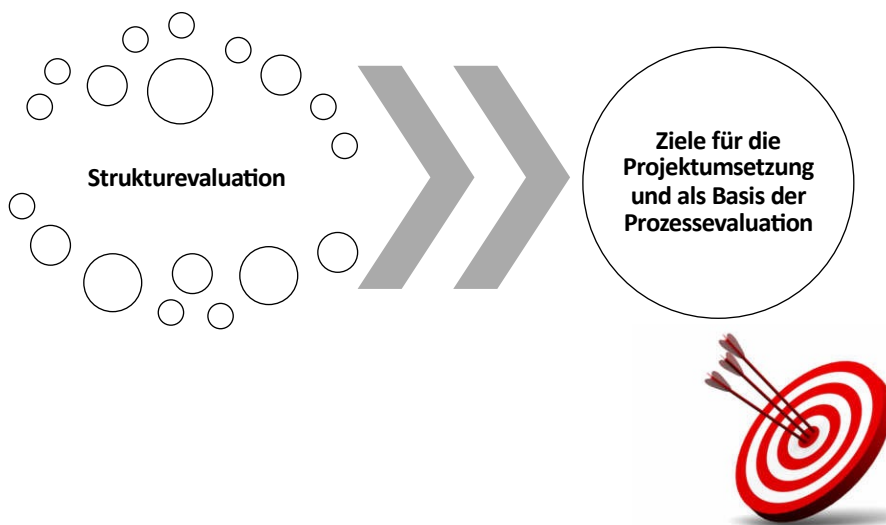 Strukturevaluation
Ziele für die
Projektumsetzung
und als Basis der
Prozessevaluation